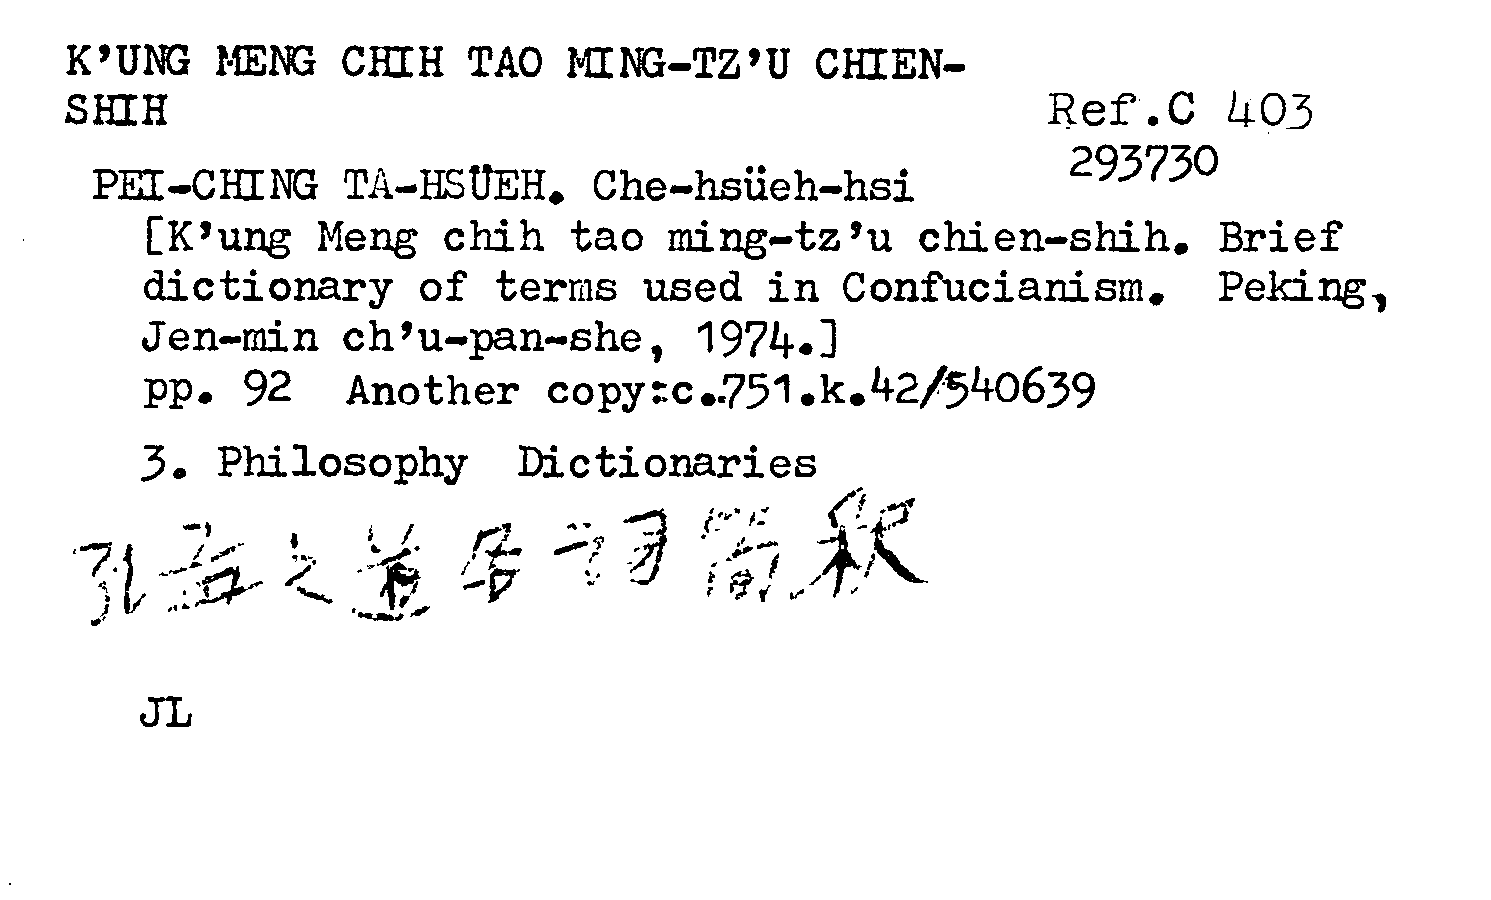 K’UNG MENG CHIH TAO MING-TZ’U CHIEN-
SHIH
Ref.C 403
293730
PEI-CHING TA-HSÜEH. Che-hsüeh-hsi
[K’ung Meng chih tao ming-tz’u chien-shih. Brief
dictionary of terms used in Confucianism. Peking,
Jen-min ch’u-pan-she, 1974.]
pp. 92 Another copy:c..751.k.42/540639
3. Philosophy Dictionaries
孔孟之道名词简释
JL